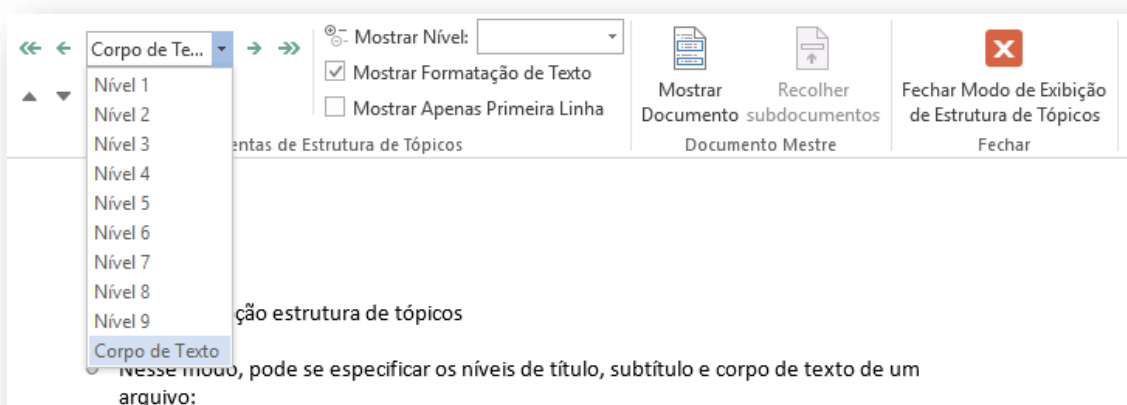 Corpo de Te...
Mostrar Nível:
Mostrar Formatação de Texto
Mostrar Apenas Primeira Linha
entas de Estrutura de Tópicos
Nível 1
Nível 2
Nível 3
Nível 4
Nível 5
Nível 6
Nível 7
Nível 8
Nível 9
Corpo de Texto
Mostrar
Documento
Recolher
subdocumentos
Documento Mestre
Fechar Modo de Exibição
de Estrutura de Tópicos
Fechar
ção estrutura de tópicos
Nesse modo, pode se especificar os níveis de título, subtítulo e corpo de texto de um
arquivo: